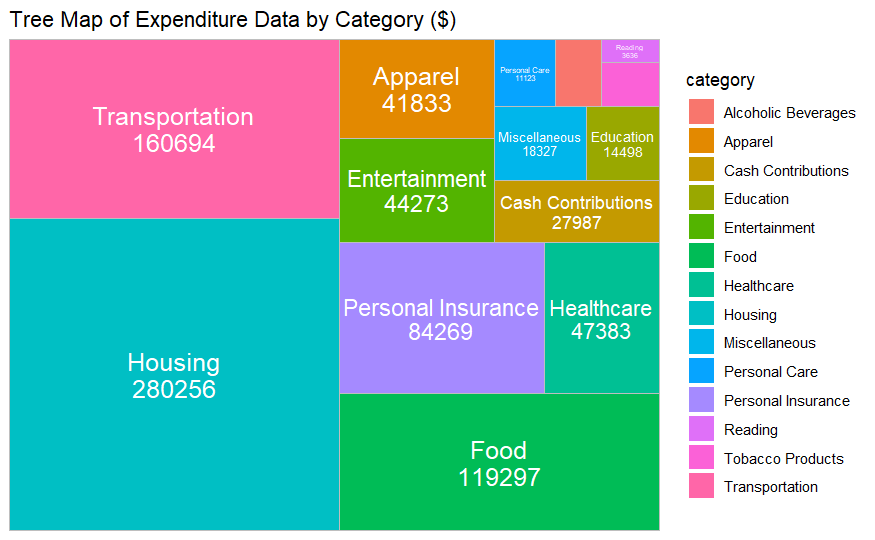 Tree Map of Expenditure Data by Category ($)
Transportation
160694
Housing
280256
Apparel
41833
Entertainment
44273
Personal Care
11123
Reading
3636
Miscellaneous
18327
Education
14498
Cash Contributions
27987
Personal Insurance
84269
Healthcare
47383
Food
119297
category
Alcoholic Beverages
Apparel
Cash Contributions
Education
Entertainment
Food
Healthcare
Housing
Miscellaneous
Personal Care
Personal Insurance
Reading
Tobacco Products
Transportation